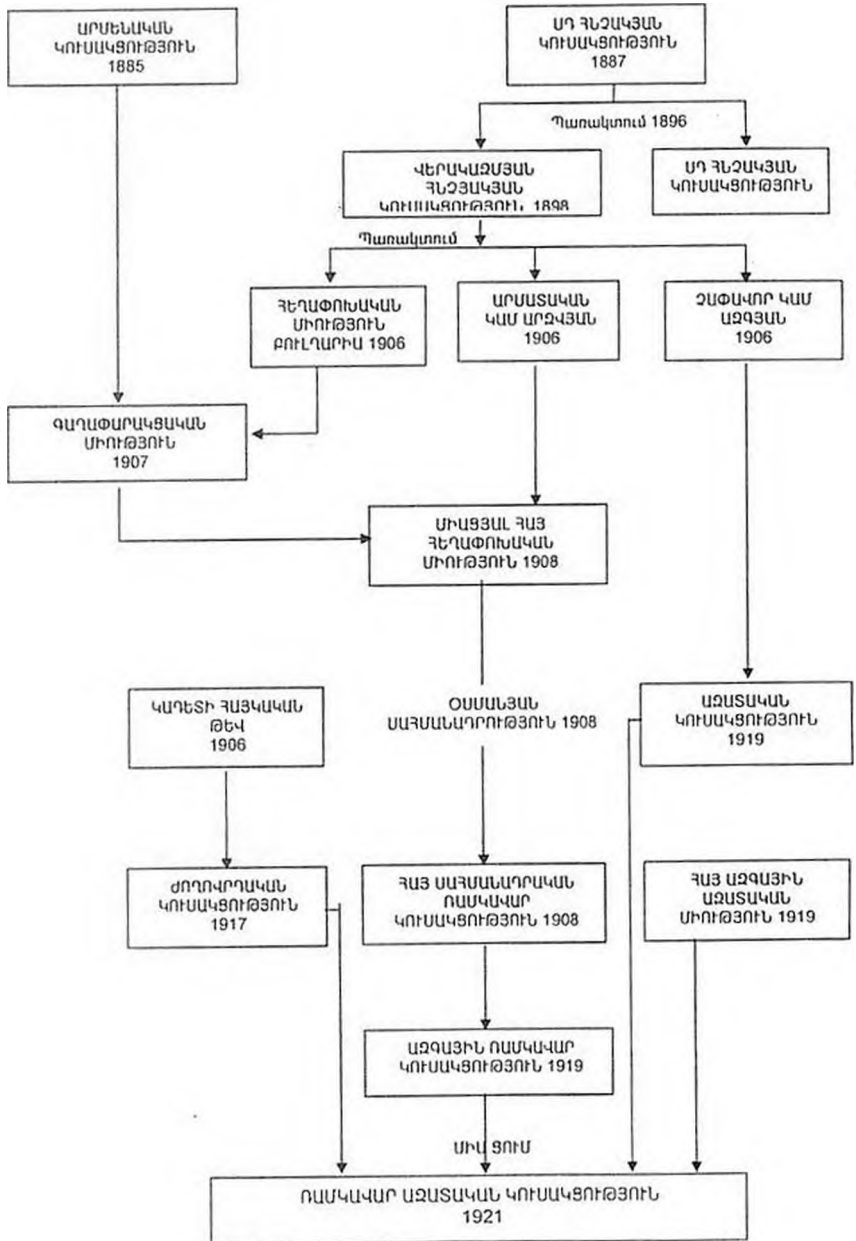 ԱՐՄԵՆԱԿԱՆ
ԿՈՒՍԱԿՑՈՒԹՅՈՒՆ
1885
ՍԴ ՀՆՉԱԿՅԱՆ
ԿՈՒՍԱԿՑՈՒԹՅՈՒՆ
1887
Պառակտում 1896
ՎԵՐԱԿԱԶՄՅԱԼ
ՀՆՉՅԱԿՅԱՆ
ԿՈՒՍԱԿՑՈՒԹՅՈՒՆ 1898
ՍԴ ՀՆՉԱԿՅԱՆ
ԿՈՒՍԱԿՑՈՒԹՅՈՒՆ
Պառակտում
ՀԵՂԱՓՈԽԱԿԱՆ
ՄԻՈՒԹՅՈՒՆ
ԲՈՒԼՂԱՐԻԱ 1906
ԱՐՄԱՏԱԿԱՆ
ԿԱՄ ԱՐՓՎՅԱՆ
1906
ՉԱՓԱՎՈՐ ԿԱՄ
ԱԶԳՅԱՆ
1906
ԳԱՂԱՓԱՐԱԿՑԱԿԱՆ
ՄԻՈՒԹՅՈՒՆ
1907
ՄԻԱՑՅԱԼ ՀԱՅ
ՀԵՂԱՓՈԽԱԿԱՆ
ՄԻՈՒԹՅՈՒՆ 1908
ԿԱԴԵՏԻ ՀԱՅԿԱԿԱՆ
ԹԵՎ
1906
ՕՍՄԱՆՅԱՆ
ՍԱՀՄԱՆԱԴՐՈՒԹՅՈՒՆ 1908
ԱԶԱՏԱԿԱՆ
ԿՈՒՍԱԿՑՈՒԹՅՈՒՆ
1919
ԺՈՂՈՎՐԴԱԿԱՆ
ԿՈՒՍԱԿՑՈՒԹՅՈՒՆ
1917
ՀԱՅ ՍԱՀՄԱՆԱԴՐԱԿԱՆ
ՌԱՄԿԱՎԱՐ
ԿՈՒՍԱԿՑՈՒԹՅՈՒՆ 1908
ՀԱՅ ԱԶԳԱՅԻՆ
ԱԶԱՏԱԿԱՆ
ՄԻՈՒԹՅՈՒՆ 1919
ԱԶԳԱՅԻՆ ՌԱՄԿԱՎԱՐ
ԿՈՒՍԱԿՑՈՒԹՅՈՒՆ 1919
ՄԻԱՑՈՒՄ
ՌԱՄԿԱՎԱՐ ԱԶԱՏԱԿԱՆ ԿՈՒՍԱԿՑՈՒԹՅՈՒՆ
1921